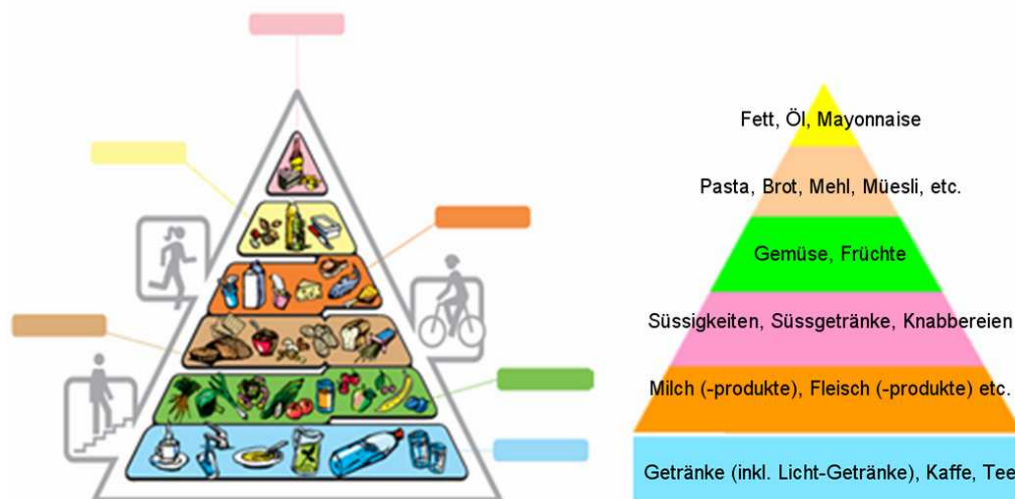 Fett, Öl, Mayonnaise
Pasta, Brot, Mehl, Müesli, etc.
Gemüse, Früchte
Süssigkeiten, Süssgetränke, Knabbereien
Milch (-produkte), Fleisch (-produkte) etc.
Getränke (inkl. Licht-Getränke), Kaffe, Tee